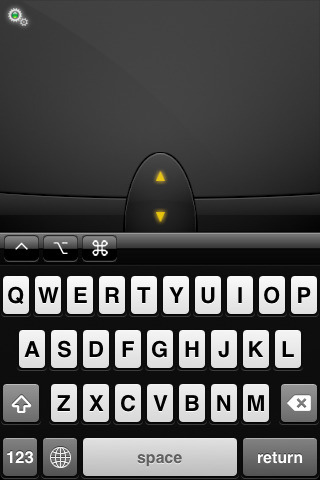 Q W E R T Y U I O P
A S D F G H J K L
Z X C V B N M
123 space return